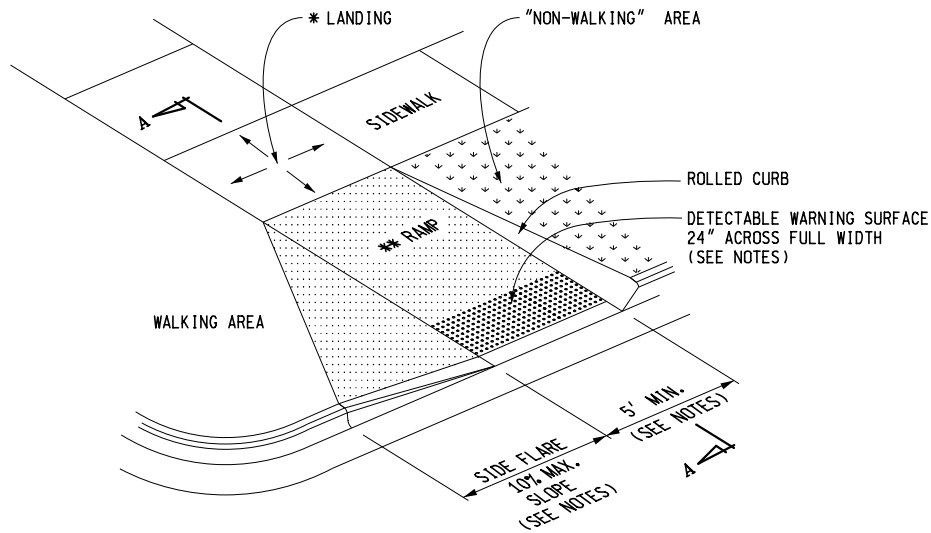 * LANDING
"NON-WALKING" AREA
A
SIDEWALK
ROLLED CURB
DETECTABLE WARNING SURFACE
24" ACROSS FULL WIDTH
(SEE NOTES)
** RAMP
WALKING AREA
5' MIN.
(SEE NOTES)
SIDE FLARE
10% MAX.
SLOPE
(SEE NOTES)
A